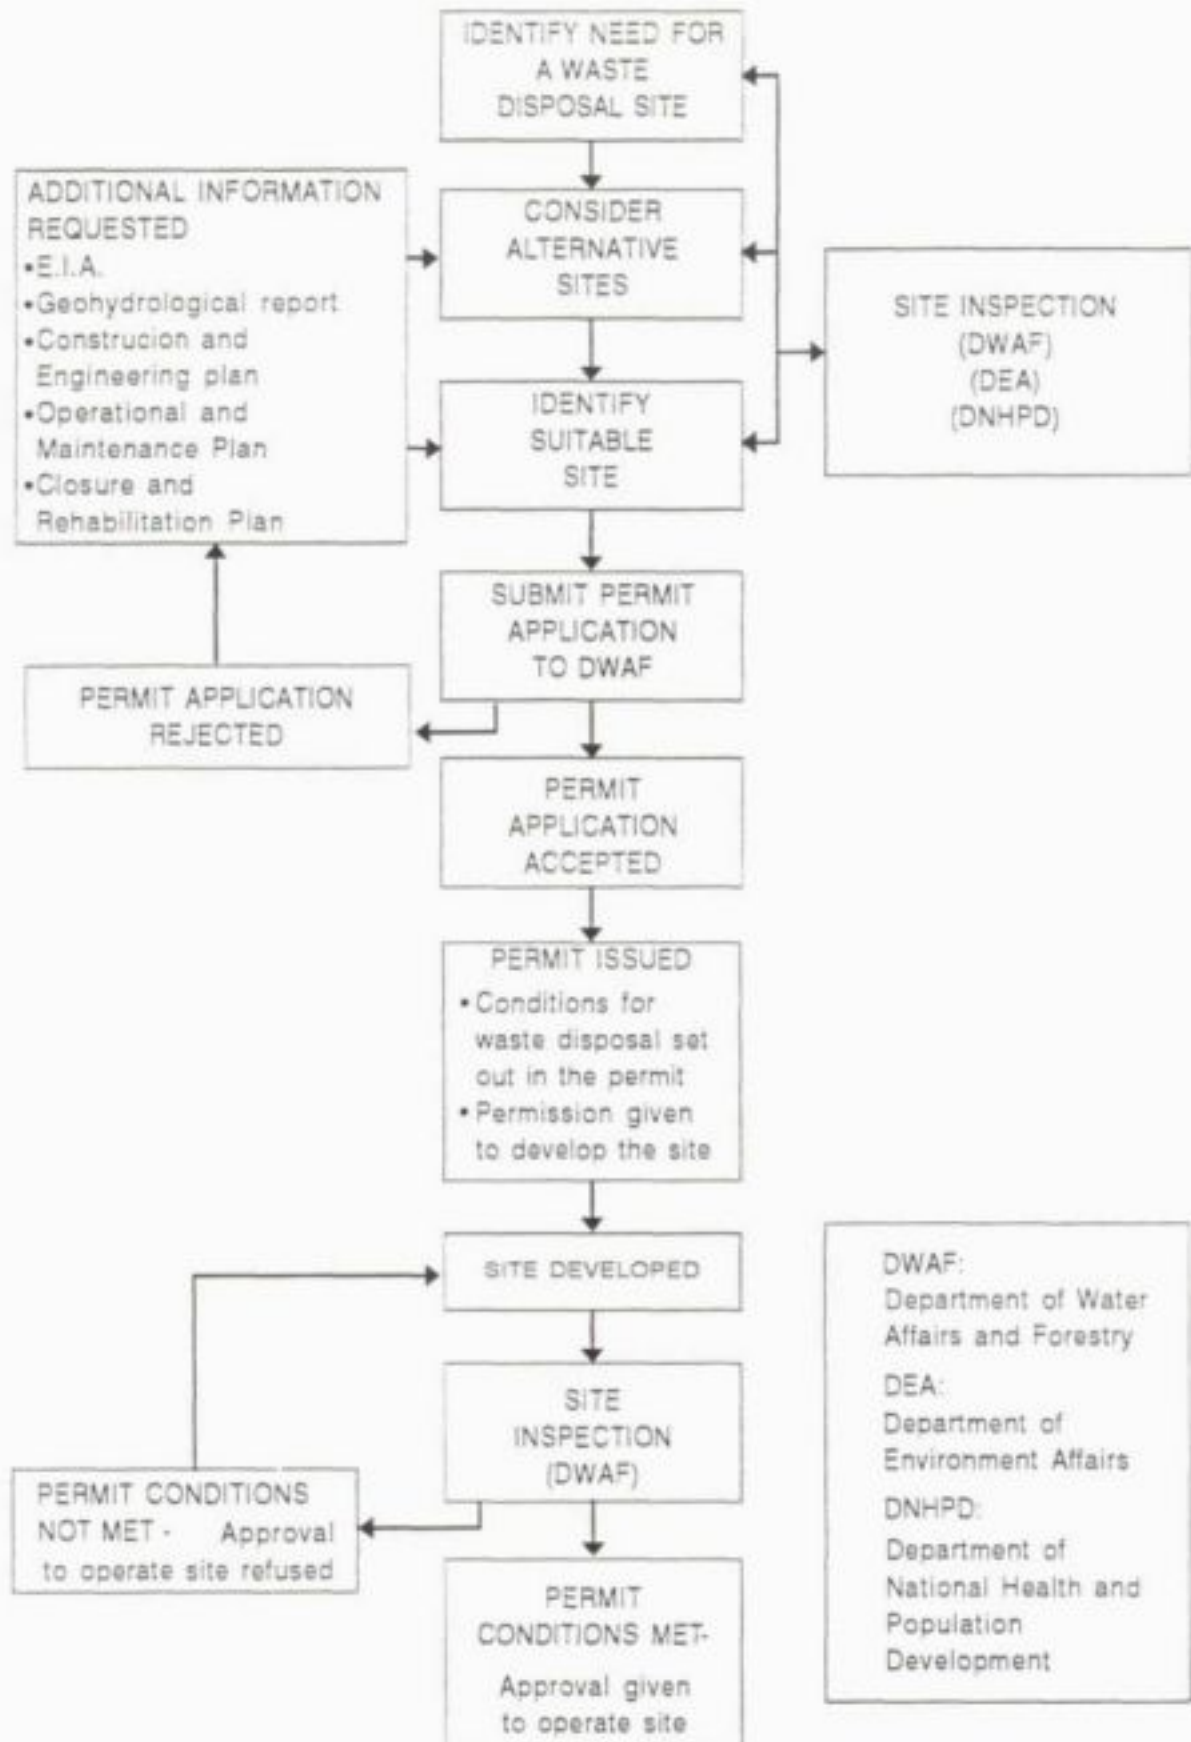 IDENTIFY NEED FOR
A WASTE
DISPOSAL SITE
ADDITIONAL INFORMATION
REQUESTED
•E.I.A.
•Geohydrological report
•Construcion and
Engineering plan
•Operational and
Maintenance Plan
•Closure and
Rehabilitation Plan
CONSIDER
ALTERNATIVE
SITES
SITE INSPECTION
(DWAF)
(DEA)
(DNHPD)
IDENTIFY
SUITABLE
SITE
SUBMIT PERMIT
APPLICATION
TO DWAF
PERMIT APPLICATION
REJECTED
PERMIT
APPLICATION
ACCEPTED
PERMIT ISSUED
• Conditions for
waste disposal set
out in the permit
• Permission given
to develop the site
SITE DEVELOPED
SITE
INSPECTION
(DWAF)
PERMIT CONDITIONS
NOT MET - Approval
to operate site refused
PERMIT
CONDITIONS MET-
Approval given
to operate site
DWAF:
Department of Water
Affairs and Forestry
DEA:
Department of
Environment Affairs
DNHPD:
Department of
National Health and
Population
Development